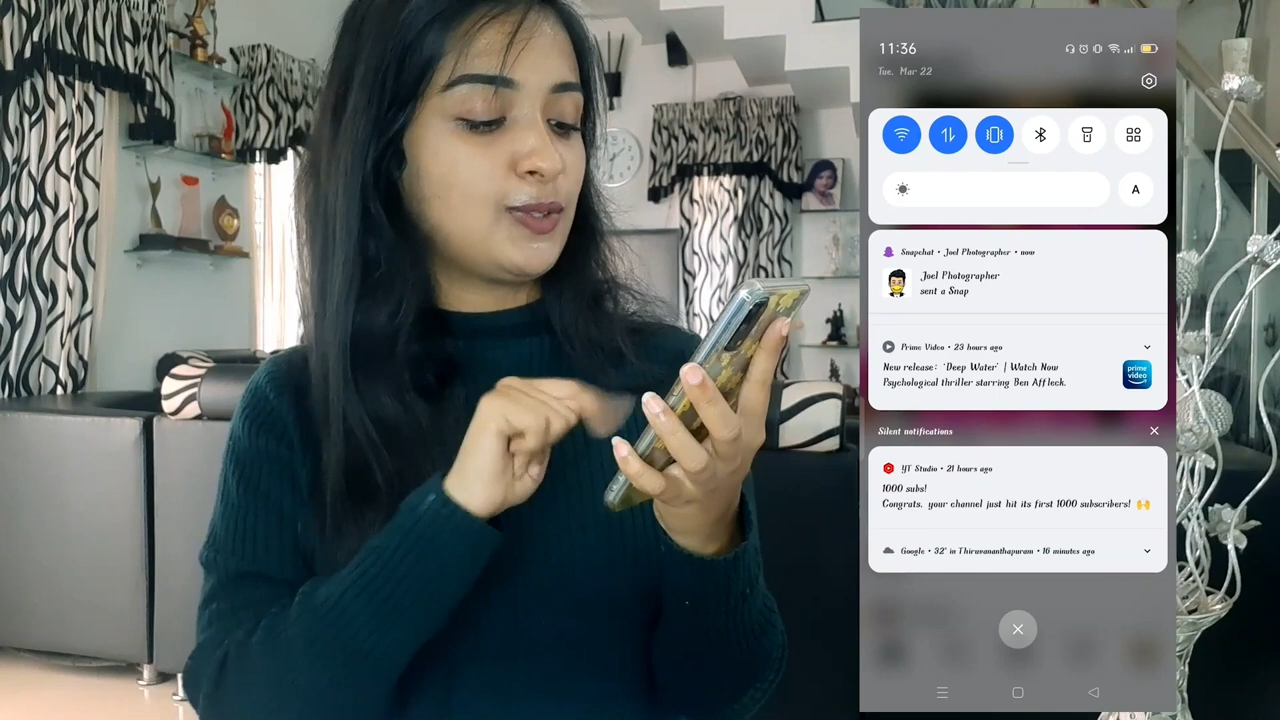 11:36
Tue, Mar 22
A
Snapchat • Joel Photographer • now
Joel Photographer
sent a Snap
Prime Video • 23 hours ago
New release: 'Deep Water' | Watch Now
Psychological thriller starring Ben Affleck.
prime
video
Silent notifications
YT Studio • 21 hours ago
1000 subs!
Congrats, your channel just hit its first 1000 subscribers! 🙌
Google • 32° in Thiruvananthapuram • 16 minutes ago